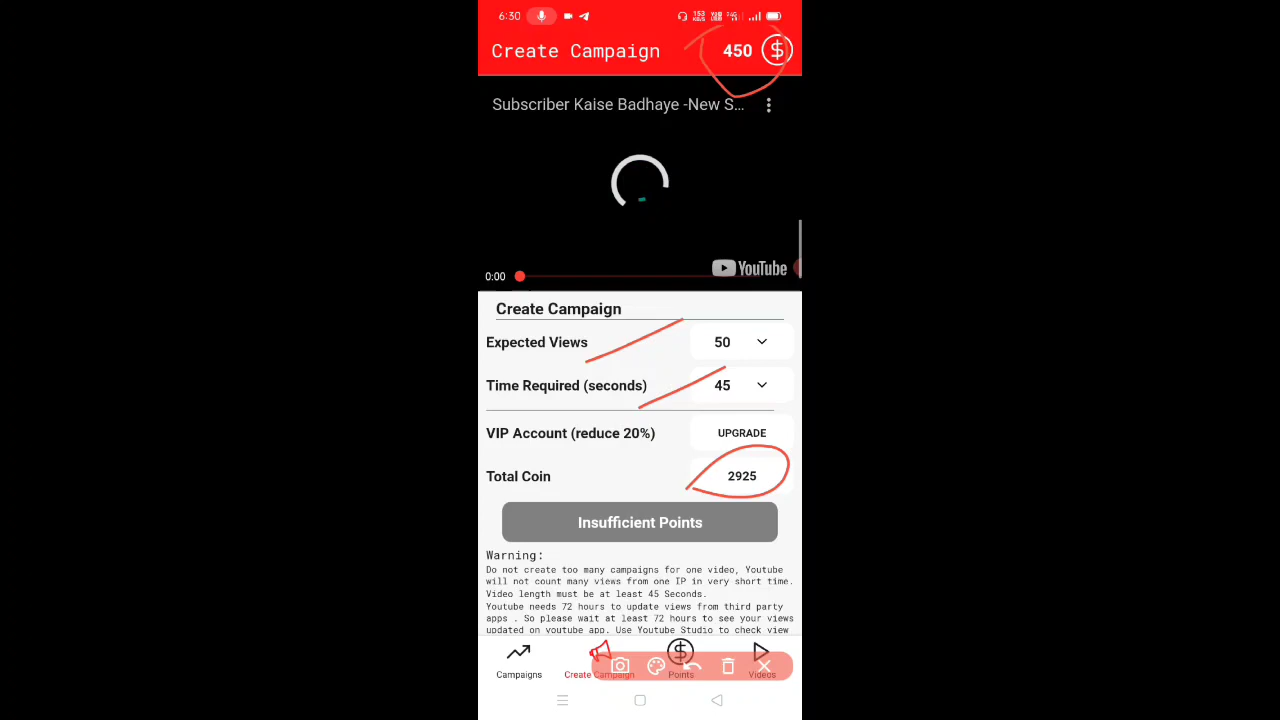 6:30
153 KB/s
Create Campaign 450
Subscriber Kaise Badhaye -New S...
0:00
YouTube
Create Campaign
Expected Views 50
Time Required (seconds) 45
VIP Account (reduce 20%) UPGRADE
Total Coin 2925
Insufficient Points
Warning:
Do not create too many campaigns for one video, Youtube
will not count many views from one IP in very short time.
Video length must be at least 45 Seconds.
Youtube needs 72 hours to update views from third party
apps . So please wait at least 72 hours to see your views
updated on youtube app. Use Youtube Studio to check view
Campaigns Create Campaign Points Videos